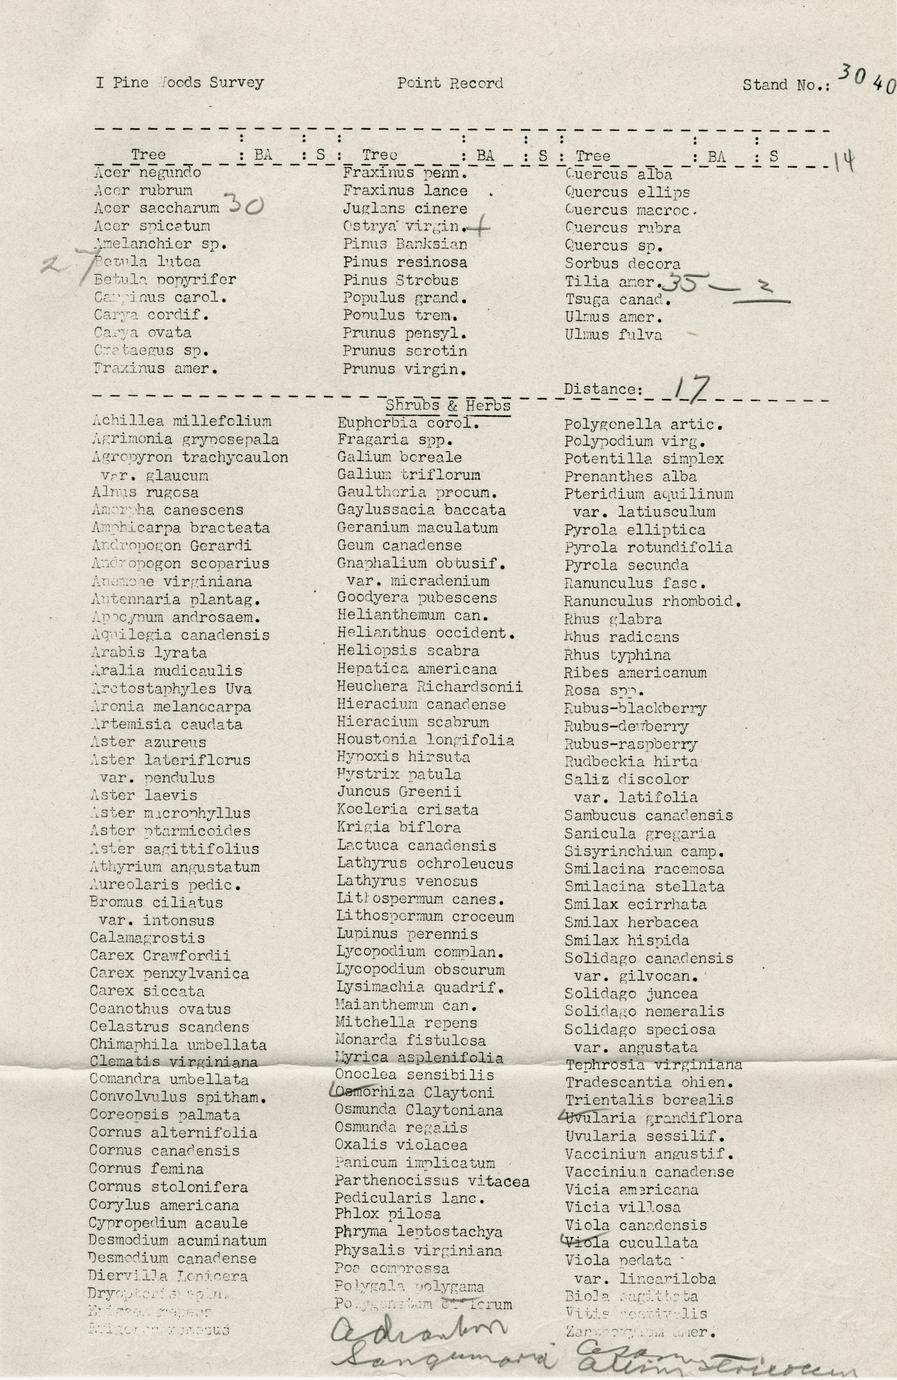 I Pine Woods Survey Point Record Stand No.: 3040
Tree : BA : S : Tree : BA : S : Tree : BA : S 14
Acer negundo
Acer rubrum
Acer saccharum 30
Acer spicatum
Amelanchier sp.
27 Betula lutea
Betula popyrifer
Carpinus carol.
Carya cordif.
Carya ovata
Crataegus sp.
Fraxinus amer.
Fraxinus penn.
Fraxinus lance .
Juglans cinere
Ostrya virgin. +
Pinus Banksian
Pinus resinosa
Pinus Strobus
Populus grand.
Populus trem.
Prunus pensyl.
Prunus serotin
Prunus virgin.
Quercus alba
Quercus ellips
Quercus macroc.
Quercus rubra
Quercus sp.
Sorbus decora
Tilia amer. 35 — 2
Tsuga canad.
Ulmus amer.
Ulmus fulva
Distance: 17
Shrubs & Herbs
Achillea millefolium
Agrimonia gryposepala
Agropyron trachycaulon
var. glaucum
Alnus rugosa
Amorpha canescens
Amphicarpa bracteata
Andropogon Gerardi
Andropogon scoparius
Anemone virginiana
Antennaria plantag.
Apocynum androsaem.
Aquilegia canadensis
Arabis lyrata
Aralia nudicaulis
Arctostaphyles Uva
Aronia melanocarpa
Artemisia caudata
Aster azureus
Aster lateriflorus
var. pendulus
Aster laevis
Aster macrophyllus
Aster ptarmicoides
Aster sagittifolius
Athyrium angustatum
Aureolaris pedic.
Bromus ciliatus
var. intonsus
Calamagrostis
Carex Crawfordii
Carex penxylvanica
Carex siccata
Ceanothus ovatus
Celastrus scandens
Chimaphila umbellata
Clematis virginiana
Comandra umbellata
Convolvulus spitham.
Coreopsis palmata
Cornus alternifolia
Cornus canadensis
Cornus femina
Cornus stolonifera
Corylus americana
Cypropedium acaule
Desmodium acuminatum
Desmodium canadense
Diervilla Lonicera
Euphorbia corol.
Fragaria spp.
Galium boreale
Galium triflorum
Gaultheria procum.
Gaylussacia baccata
Geranium maculatum
Geum canadense
Gnaphalium obtusif.
var. micradenium
Goodyera pubescens
Helianthemum can.
Helianthus occident.
Heliopsis scabra
Hepatica americana
Heuchera Richardsonii
Hieracium canadense
Hieracium scabrum
Houstonia longifolia
Hypoxis hirsuta
Hystrix patula
Juncus Greenii
Koeleria crisata
Krigia biflora
Lactuca canadensis
Lathyrus ochroleucus
Lathyrus venosus
Lithospermum canes.
Lithospermum croceum
Lupinus perennis
Lycopodium complan.
Lycopodium obscurum
Lysimachia quadrif.
Maianthemum can.
Mitchella repens
Monarda fistulosa
Myrica asplenifolia
Onoclea sensibilis
Osmorhiza Claytoni
Osmunda Claytoniana
Osmunda regalis
Oxalis violacea
Panicum implicatum
Parthenocissus vitacea
Pedicularis lanc.
Phlox pilosa
Phryma leptostachya
Physalis virginiana
Poa compressa
Polygala polygama
Polygonatum
Polygonella artic.
Polypodium virg.
Potentilla simplex
Prenanthes alba
Pteridium aquilinum
var. latiusculum
Pyrola elliptica
Pyrola rotundifolia
Pyrola secunda
Ranunculus fasc.
Ranunculus rhomboid.
Rhus glabra
Rhus radicans
Rhus typhina
Ribes americanum
Rosa spp.
Rubus-blackberry
Rubus-dewberry
Rubus-raspberry
Rudbeckia hirta
Saliz discolor
var. latifolia
Sambucus canadensis
Sanicula gregaria
Sisyrinchium camp.
Smilacina racemosa
Smilacina stellata
Smilax ecirrhata
Smilax herbacea
Smilax hispida
Solidago canadensis
var. gilvocan.
Solidago juncea
Solidago nemeralis
Solidago speciosa
var. angustata
Tephrosia virginiana
Tradescantia ohien.
Trientalis borealis
Uvularia grandiflora
Uvularia sessilif.
Vaccinium angustif.
Vaccinium canadense
Vicia americana
Vicia villosa
Viola canadensis
Viola cucullata
Viola pedata
var. lineariloba
Biola sagittata
Vitis aestivalis
amer.